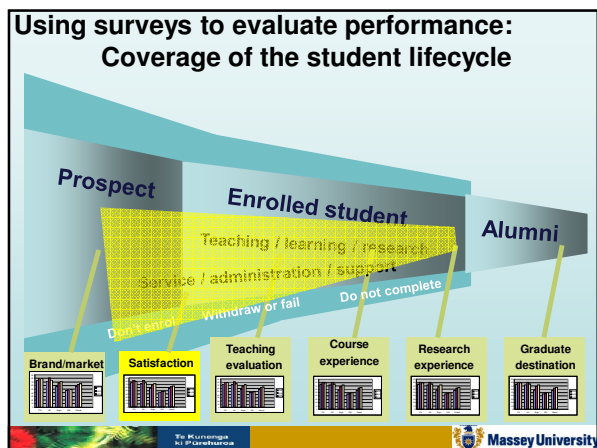 Using surveys to evaluate performance:
Coverage of the student lifecycle
Prospect
Enrolled student
Alumni
Teaching / learning / research
Service / administration / support
Don't enrol
Withdraw or fail
Do not complete
Brand/market
Satisfaction
Teaching
evaluation
Course
experience
Research
experience
Graduate
destination
Te Kunenga
ki Pūrehuroa
Massey University